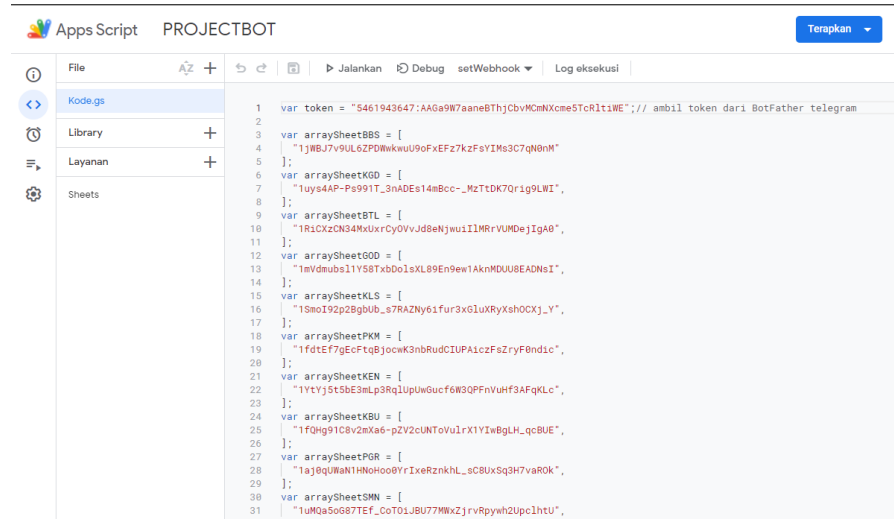 Apps Script PROJECTBOT
Terapkan
File
Jalankan Debug setWebhook Log eksekusi
Kode.gs
Library
Layanan
Sheets
1 var token = "5461943647:AAGa9W7aaneBThjCbvMCmNXcme5TcRltiWE";// ambil token dari BotFather telegram
2
3 var arraySheetBBS = [
4 "1jWBJ7v9UL6ZPDWwkwuU9oFxEFz7kzFsYIMs3C7qN0nM"
5 ];
6 var arraySheetKGD = [
7 "1uys4AP-Ps991T_3nADEs14mBcc-_MzTtDK7Qrig9LWI",
8 ];
9 var arraySheetBTL = [
10 "1RiCXzCN34MxUxrCyOVvJd8eNjwuiIlMRrVUMDejIgA0",
11 ];
12 var arraySheetGOD = [
13 "1mVdmubsl1Y58TxbDolsXL89En9ew1AknMDUU8EADNsI",
14 ];
15 var arraySheetKLS = [
16 "1SmoI92p2BgbUb_s7RAZNy6ifur3xGluXRyXshOCXj_Y",
17 ];
18 var arraySheetPKM = [
19 "1fdtEf7gEcFtqBjocwK3nbRudCIUPAiczFsZryF0ndic",
20 ];
21 var arraySheetKEN = [
22 "1YtYj5t5bE3mLp3RqlUpUwGucf6W3QPFnVuHf3AFqKLc",
23 ];
24 var arraySheetKBU = [
25 "1fQHg91C8v2mXa6-pZV2cUNToVulrX1YIwBgLH_qcBUE",
26 ];
27 var arraySheetPGR = [
28 "1aj0qUWaN1HNoHoo0YrIxeRznkhL_sC8UxSq3H7vaROk",
29 ];
30 var arraySheetSMN = [
31 "1uMQa5oG87TEf_CoTOiJBU77MWxZjrvRpywh2UpclhtU",